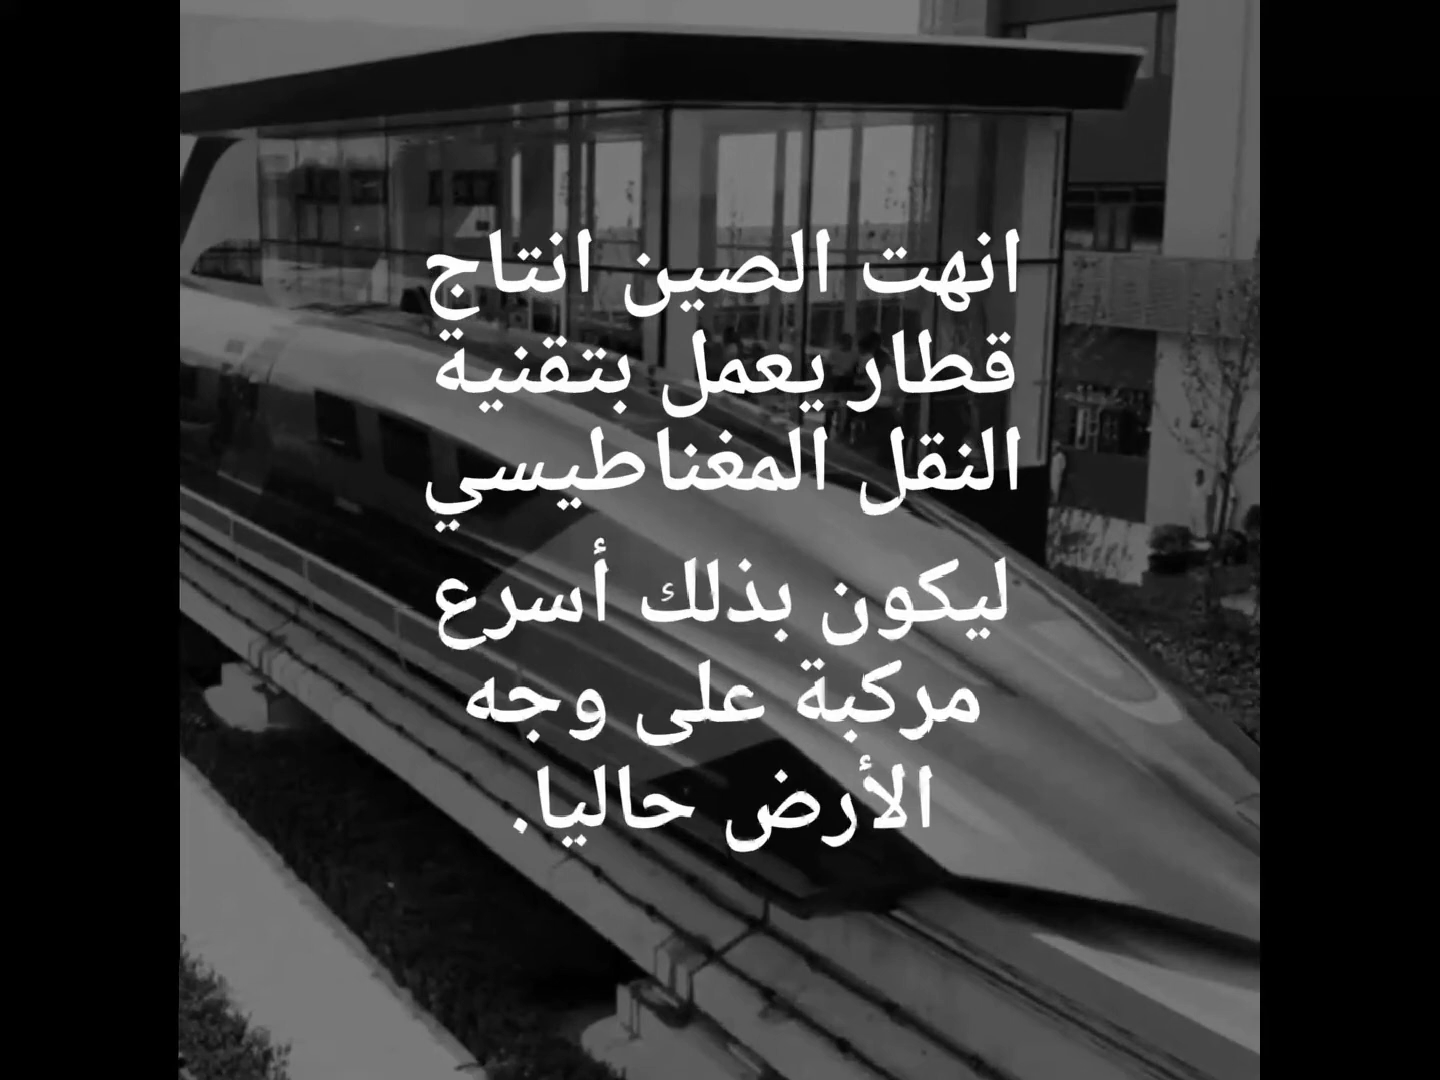 انهت الصين انتاج
قطار يعمل بتقنية
النقل المغناطيسي
ليكون بذلك أسرع
مركبة على وجه
الأرض حاليا.